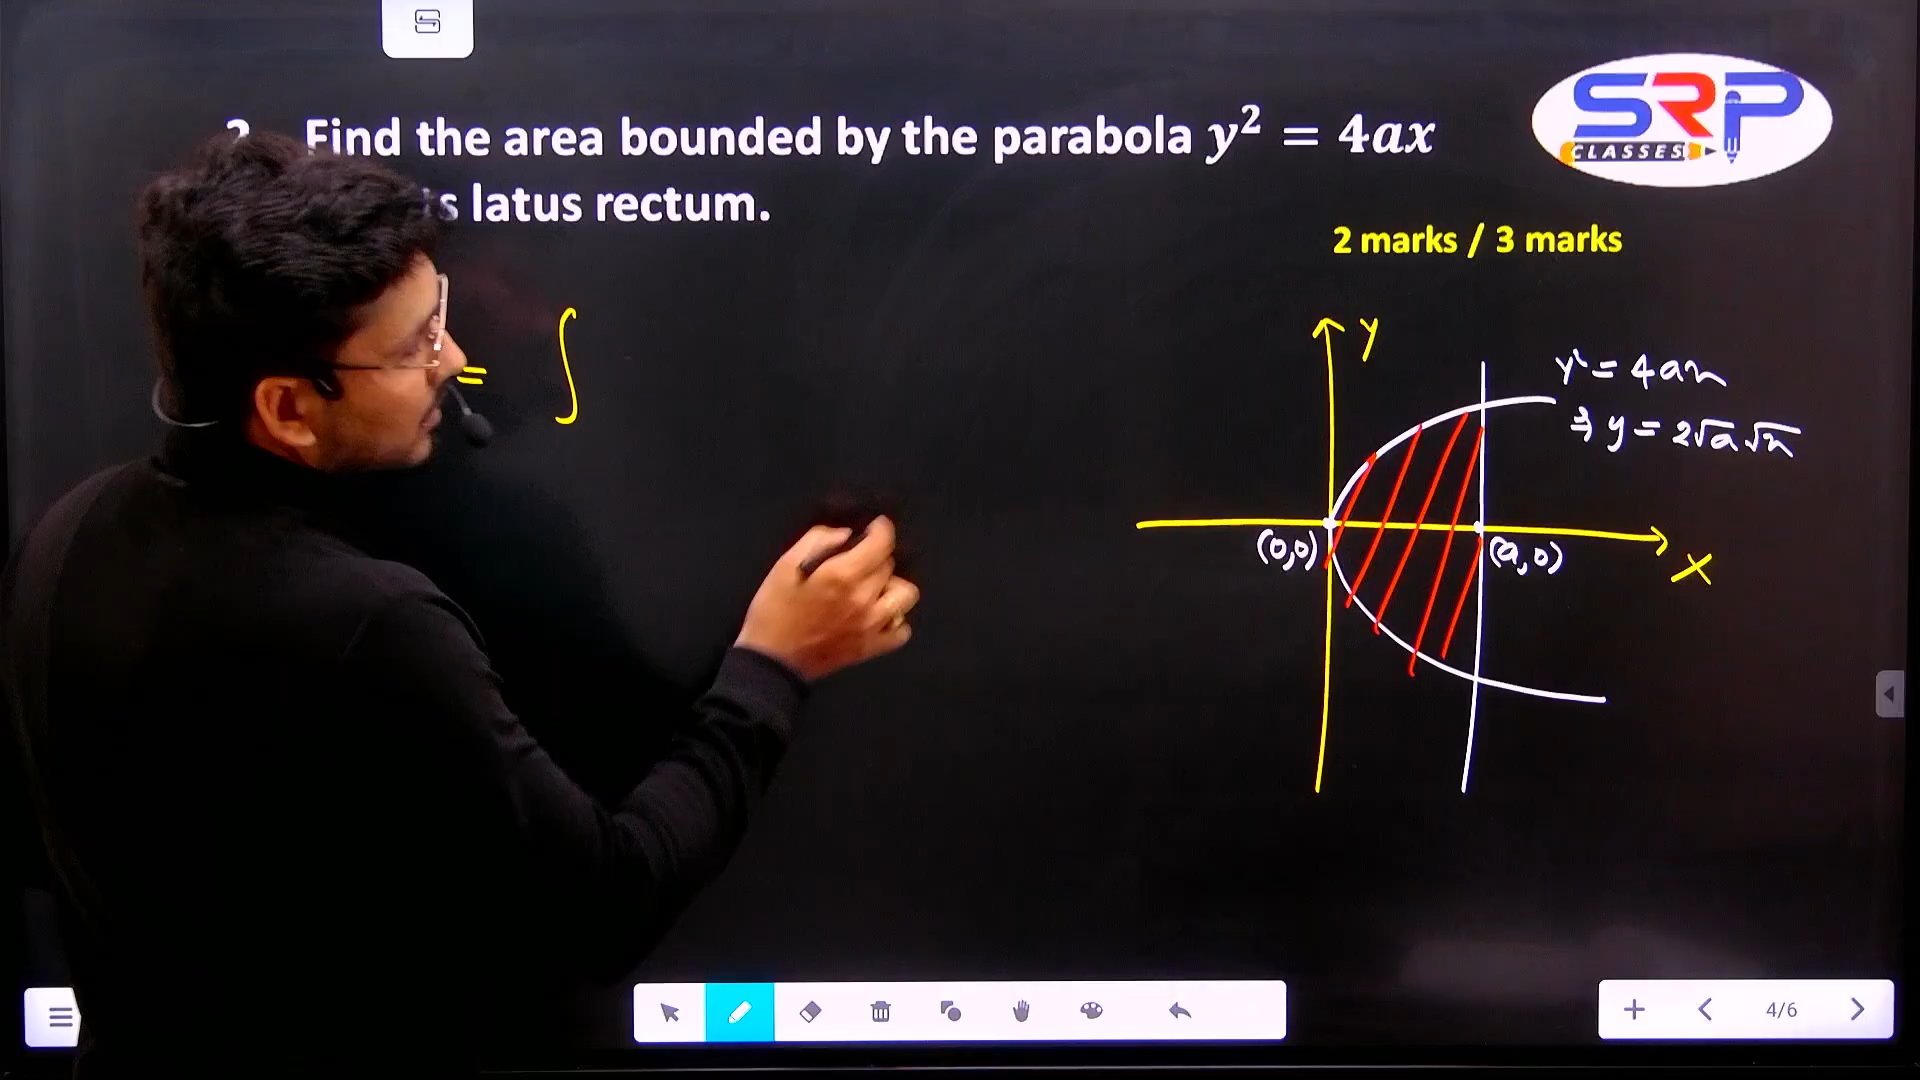 Find the area bounded by the parabola y² = 4ax
s latus rectum.
SRP
CLASSES
2 marks / 3 marks
= ∫
Y
y² = 4ax
⇒ y = 2√a √x
(0,0)
(a,0)
X
4/6